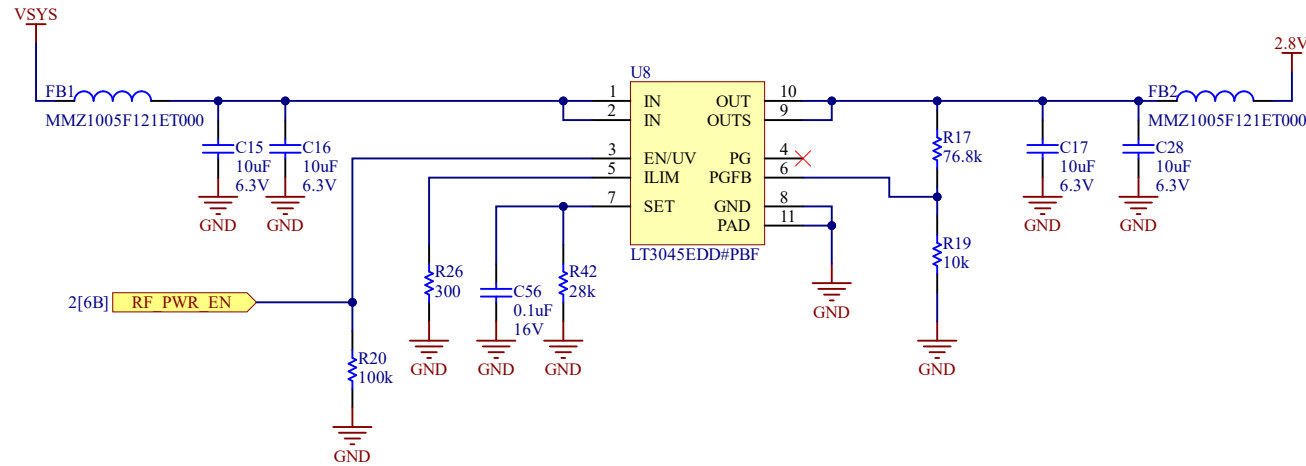 VSYS
2.8V
FB1
MMZ1005F121ET000
C15
10uF
6.3V
GND
C16
10uF
6.3V
GND
U8
1 IN
2 IN
3 EN/UV
5 ILIM
7 SET
OUT 10
OUTS 9
PG 4
PGFB 6
GND 8
PAD 11
LT3045EDD#PBF
FB2
MMZ1005F121ET000
R17
76.8k
C17
10uF
6.3V
GND
C28
10uF
6.3V
GND
R19
10k
GND
GND
R26
300
GND
C56
0.1uF
16V
GND
R42
28k
GND
2[6B] RF_PWR_EN
R20
100k
GND